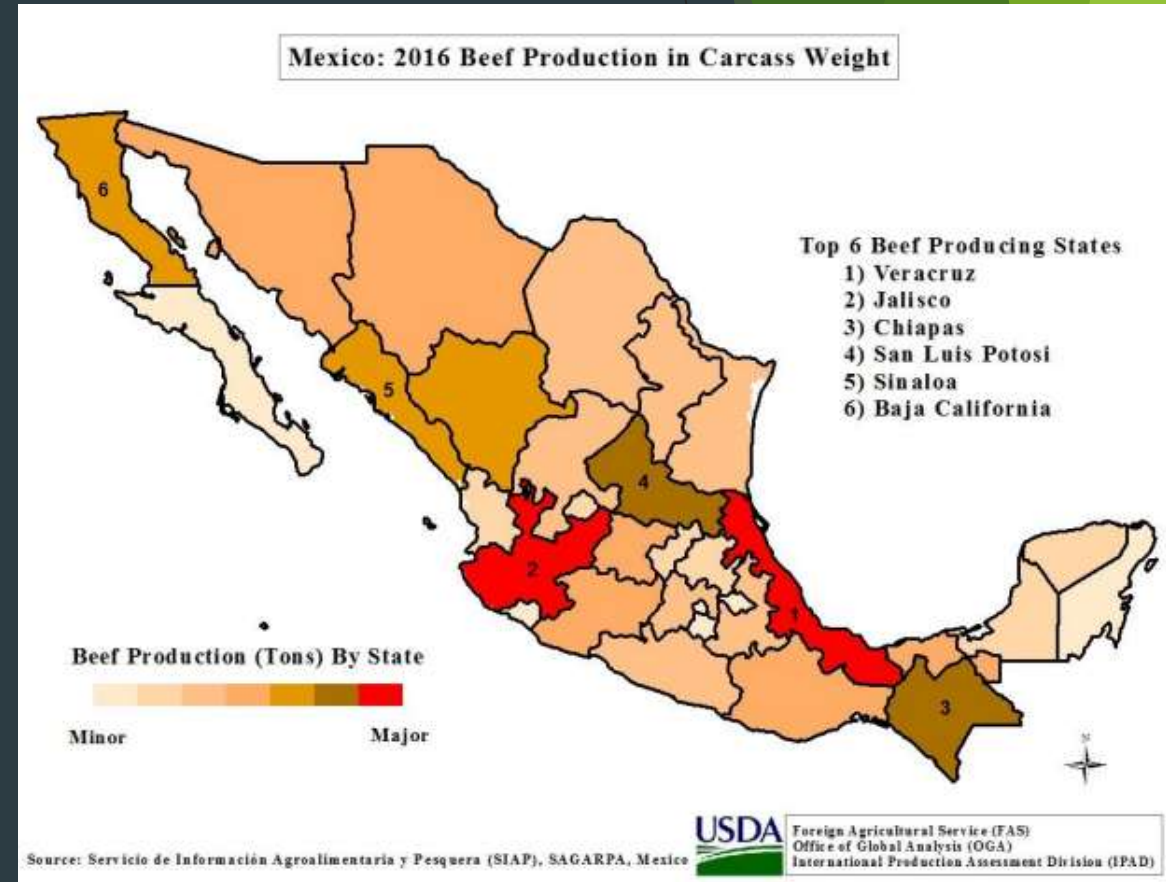 Mexico: 2016 Beef Production in Carcass Weight
Top 6 Beef Producing States
1) Veracruz
2) Jalisco
3) Chiapas
4) San Luis Potosi
5) Sinaloa
6) Baja California
6
5
4
2
1
3
Beef Production (Tons) By State
Minor Major
N
Source: Servicio de Información Agroalimentaria y Pesquera (SIAP), SAGARPA, Mexico
USDA
Foreign Agricultural Service (FAS)
Office of Global Analysis (OGA)
International Production Assessment Division (IPAD)